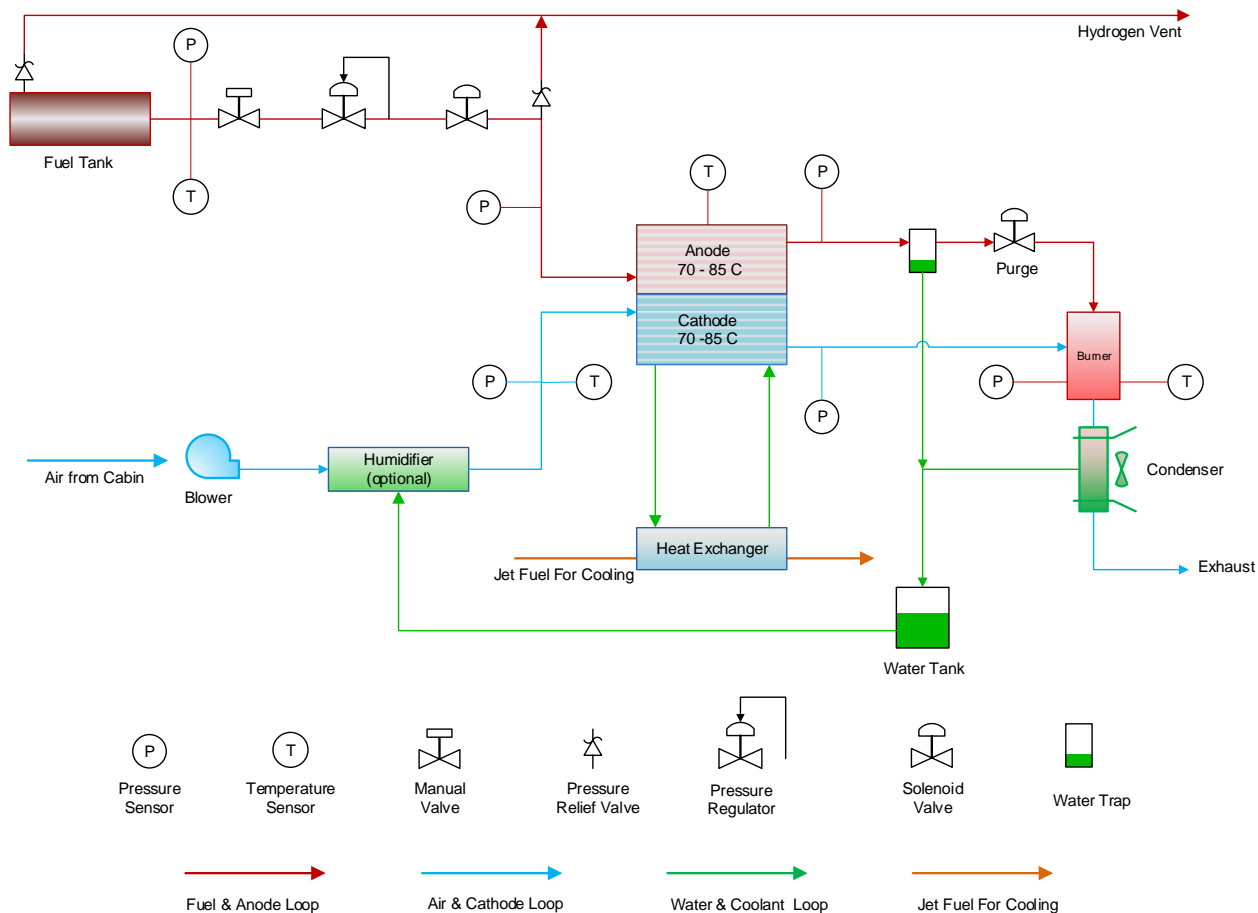 Hydrogen Vent
P
Fuel Tank
T
P
T
P
Anode
70 - 85 C
Purge
Cathode
70 -85 C
Burner
P
T
P
P
T
Air from Cabin
Blower
Humidifier
(optional)
Condenser
Heat Exchanger
Jet Fuel For Cooling
Exhaust
Water Tank
P
T
Pressure
Sensor
Temperature
Sensor
Manual
Valve
Pressure
Relief Valve
Pressure
Regulator
Solenoid
Valve
Water Trap
Fuel & Anode Loop
Air & Cathode Loop
Water & Coolant Loop
Jet Fuel For Cooling